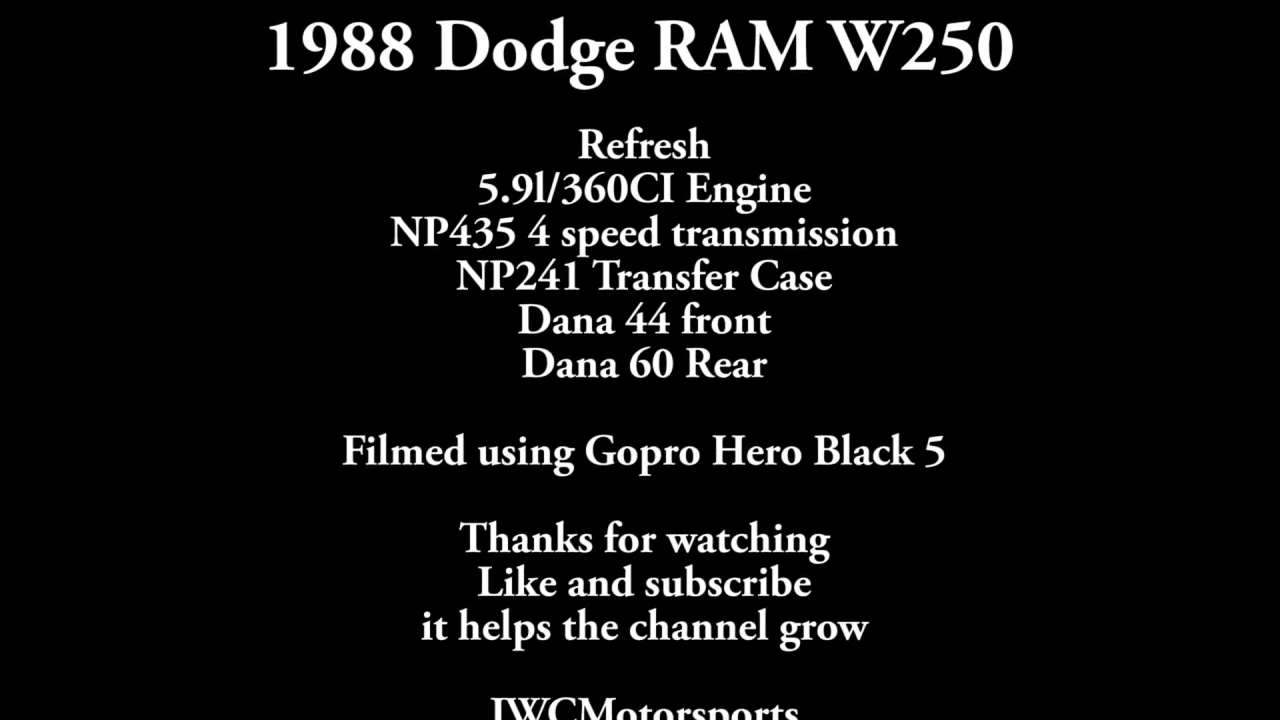 1988 Dodge RAM W250
Refresh
5.9l/360CI Engine
NP435 4 speed transmission
NP241 Transfer Case
Dana 44 front
Dana 60 Rear
Filmed using Gopro Hero Black 5
Thanks for watching
Like and subscribe
it helps the channel grow
JWCMotorsports